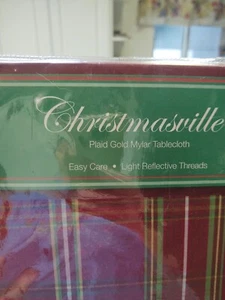 Christmasville
Plaid Gold Mylar Tablecloth
Easy Care • Light Reflective Threads